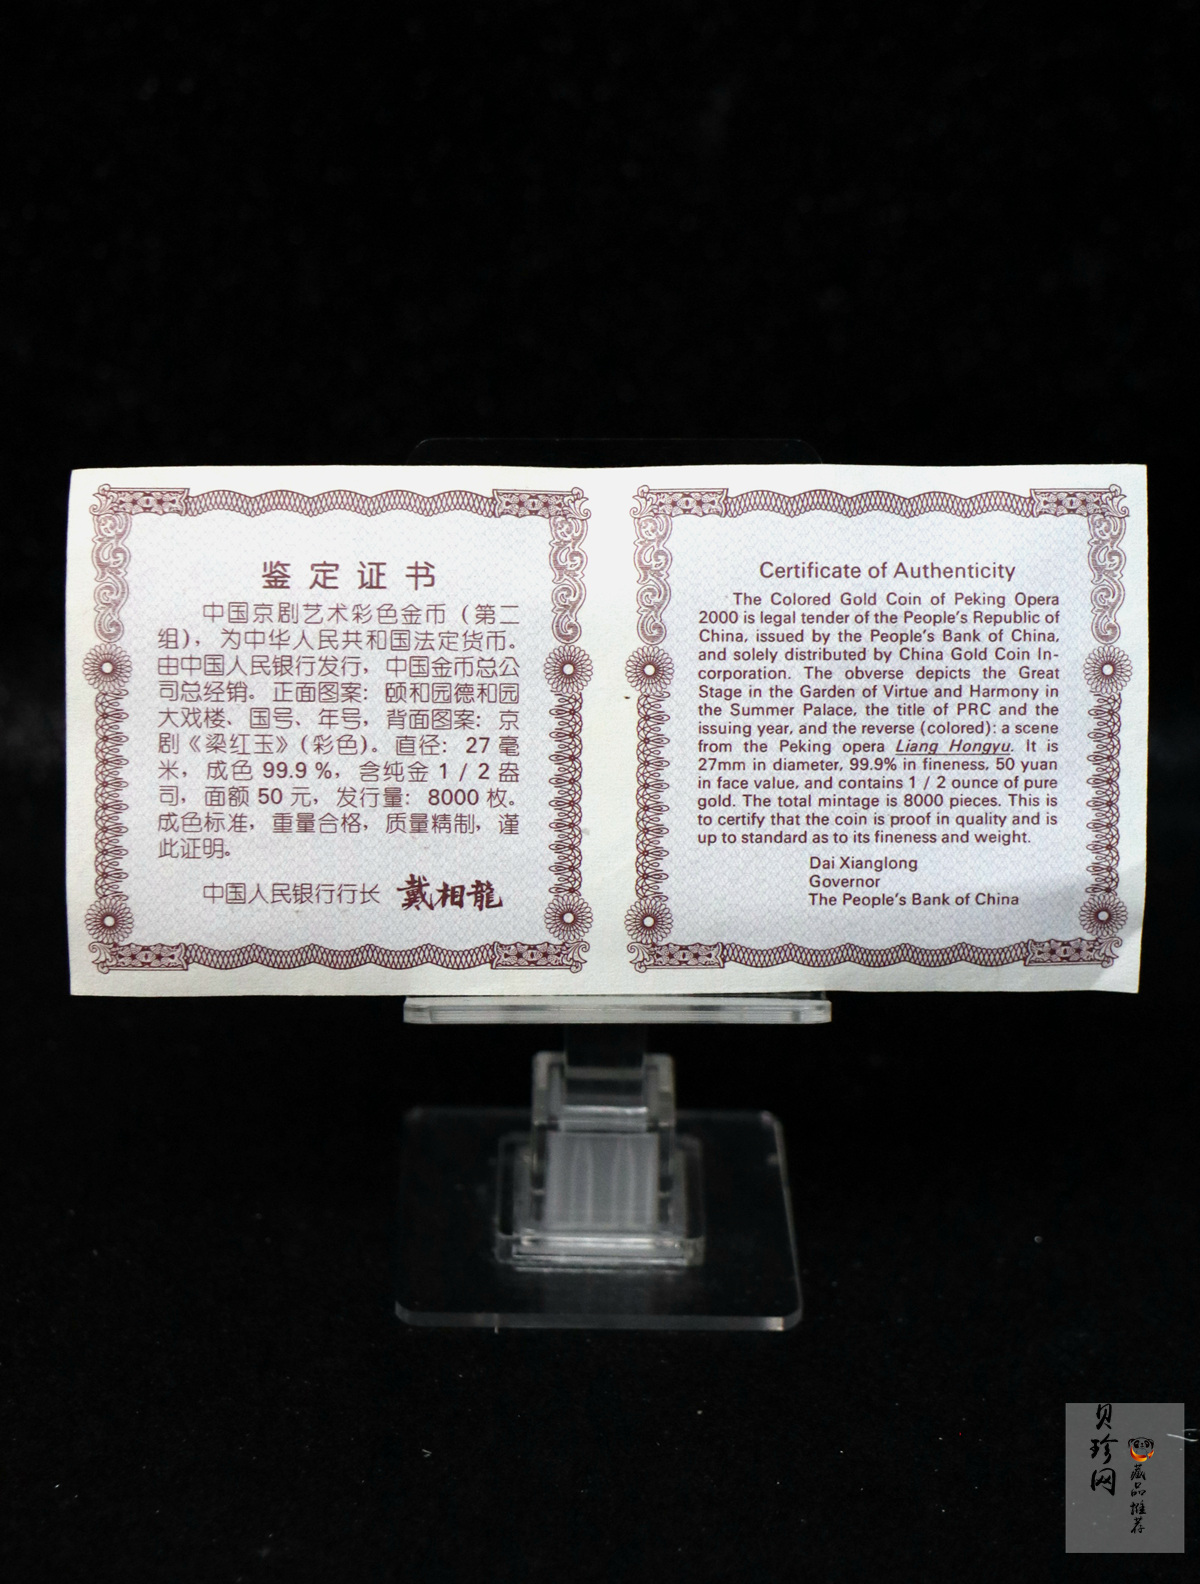 鉴定证书
中国京剧艺术彩色金币（第二
组），为中华人民共和国法定货币。
由中国人民银行发行，中国金币总公
司总经销。正面图案：颐和园德和园
大戏楼、国号、年号，背面图案：京
剧《梁红玉》（彩色）。直径：27毫
米，成色99.9%，含纯金1/2盎
司，面额50元，发行量：8000枚。
成色标准，重量合格，质量精制，谨
此证明。
中国人民银行行长 戴相龍
Certificate of Authenticity
The Colored Gold Coin of Peking Opera
2000 is legal tender of the People's Republic of
China, issued by the People's Bank of China,
and solely distributed by China Gold Coin In-
corporation. The obverse depicts the Great
Stage in the Garden of Virtue and Harmony in
the Summer Palace, the title of PRC and the
issuing year, and the reverse (colored): a scene
from the Peking opera Liang Hongyu. It is
27mm in diameter, 99.9% in fineness, 50 yuan
in face value, and contains 1 / 2 ounce of pure
gold. The total mintage is 8000 pieces. This is
to certify that the coin is proof in quality and is
up to standard as to its fineness and weight.
Dai Xianglong
Governor
The People's Bank of China
贝珍网
藏品推荐